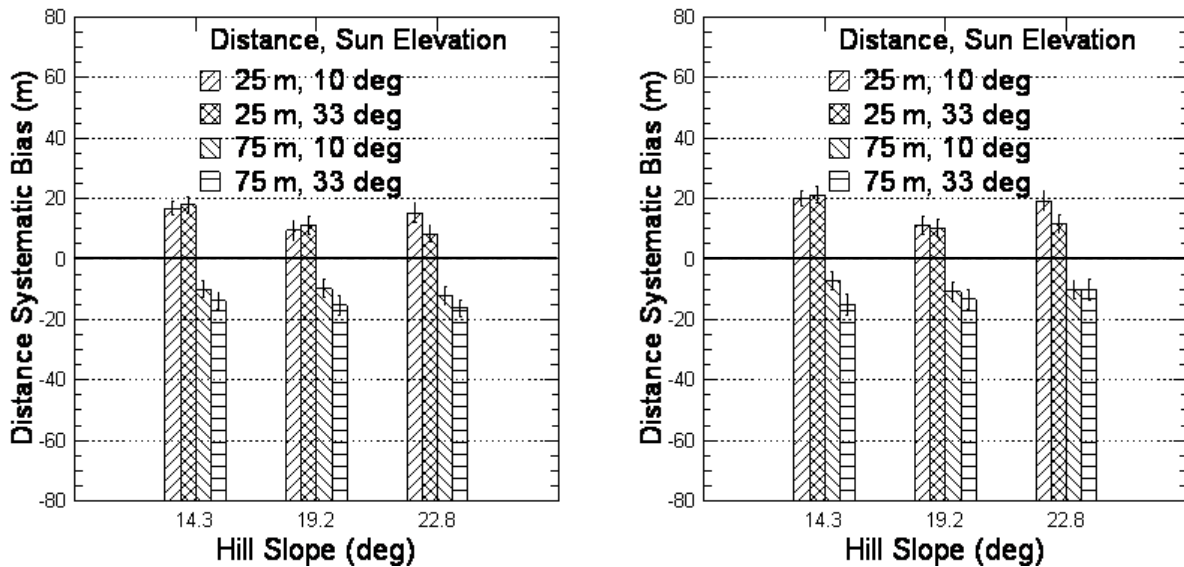 Distance Systematic Bias (m)
80
60
40
20
0
-20
-40
-60
-80
Distance, Sun Elevation
25 m, 10 deg
25 m, 33 deg
75 m, 10 deg
75 m, 33 deg
14.3 19.2 22.8
Hill Slope (deg)
Distance Systematic Bias (m)
80
60
40
20
0
-20
-40
-60
-80
Distance, Sun Elevation
25 m, 10 deg
25 m, 33 deg
75 m, 10 deg
75 m, 33 deg
14.3 19.2 22.8
Hill Slope (deg)